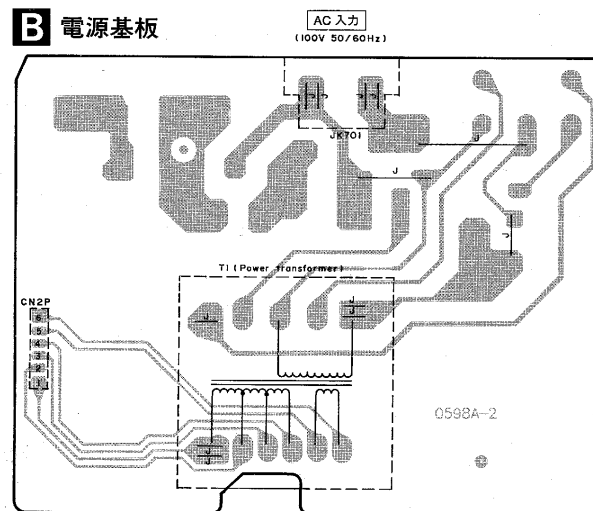 B 電源基板
AC 入力
(100V 50/60Hz)
JK701
J
J
J
T1 (Power transformer)
CN2P
6
5
4
3
2
1
J
J
J
0598A-2
J
J